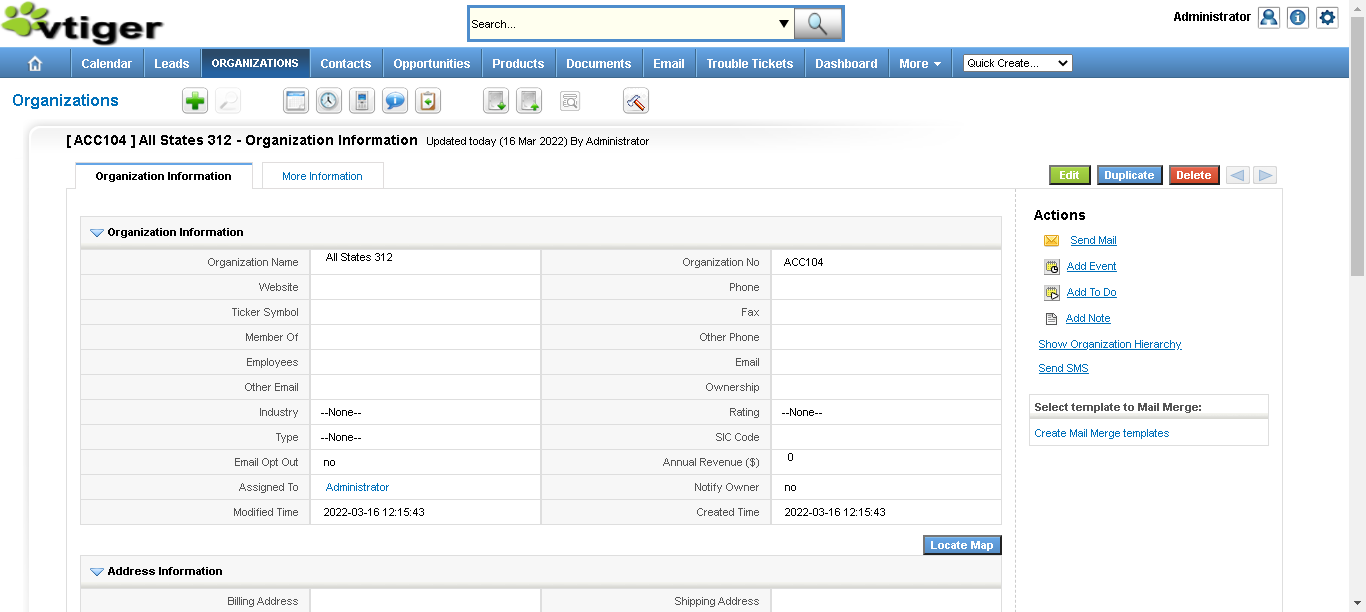 vtiger
Search...
Administrator
Calendar Leads ORGANIZATIONS Contacts Opportunities Products Documents Email Trouble Tickets Dashboard More Quick Create...
Organizations
[ ACC104 ] All States 312 - Organization Information Updated today (16 Mar 2022) By Administrator
Organization Information More Information Edit Duplicate Delete
Organization Information
Organization Name All States 312 Organization No ACC104
Website Phone
Ticker Symbol Fax
Member Of Other Phone
Employees Email
Other Email Ownership
Industry --None-- Rating --None--
Type --None-- SIC Code
Email Opt Out no Annual Revenue ($) 0
Assigned To Administrator Notify Owner no
Modified Time 2022-03-16 12:15:43 Created Time 2022-03-16 12:15:43
Locate Map
Address Information
Billing Address Shipping Address
Actions
Send Mail
Add Event
Add To Do
Add Note
Show Organization Hierarchy
Send SMS
Select template to Mail Merge:
Create Mail Merge templates